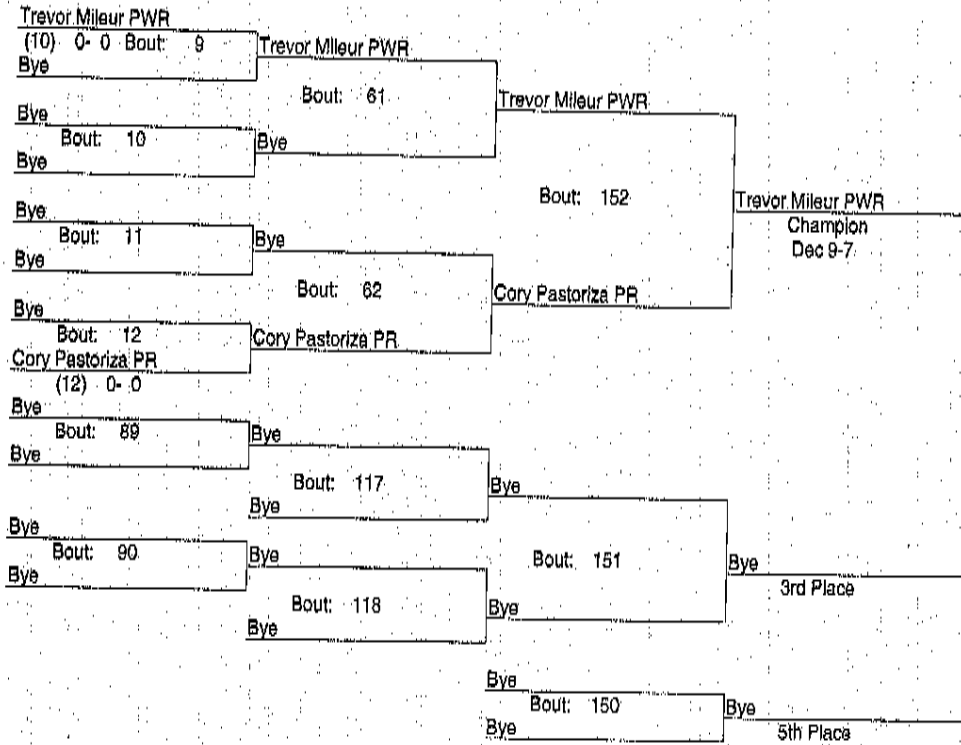 Trevor Mileur PWR
(10) 0- 0 Bout: 9
Bye
Trevor Mileur PWR
Bout: 61
Bye
Bout: 10
Bye
Bye
Trevor Mileur PWR
Bout: 152
Bye
Bout: 11
Bye
Bye
Bout: 62
Bye
Bout: 12
Cory Pastoriza PR
(12) 0- 0
Cory Pastoriza PR
Cory Pastoriza PR
Trevor Mileur PWR
Champion
Dec 9-7
Bye
Bout: 89
Bye
Bye
Bout: 117
Bye
Bye
Bye
Bout: 90
Bye
Bye
Bout: 118
Bye
Bout: 151
Bye
Bye
3rd Place
Bye
Bout: 150
Bye
Bye
5th Place